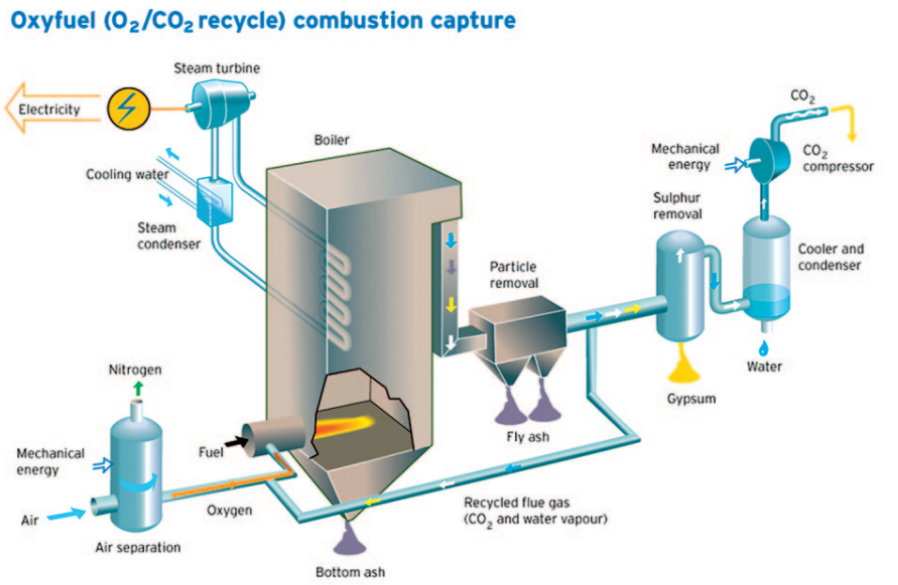 Oxyfuel (O₂/CO₂ recycle) combustion capture
Steam turbine
Electricity
Boiler
Cooling water
Steam
condenser
CO₂
Mechanical
energy
CO₂
compressor
Sulphur
removal
Cooler and
condenser
Particle
removal
Water
Gypsum
Nitrogen
Mechanical
energy
Fuel
Fly ash
Air
Oxygen
Recycled flue gas
(CO₂ and water vapour)
Air separation
Bottom ash